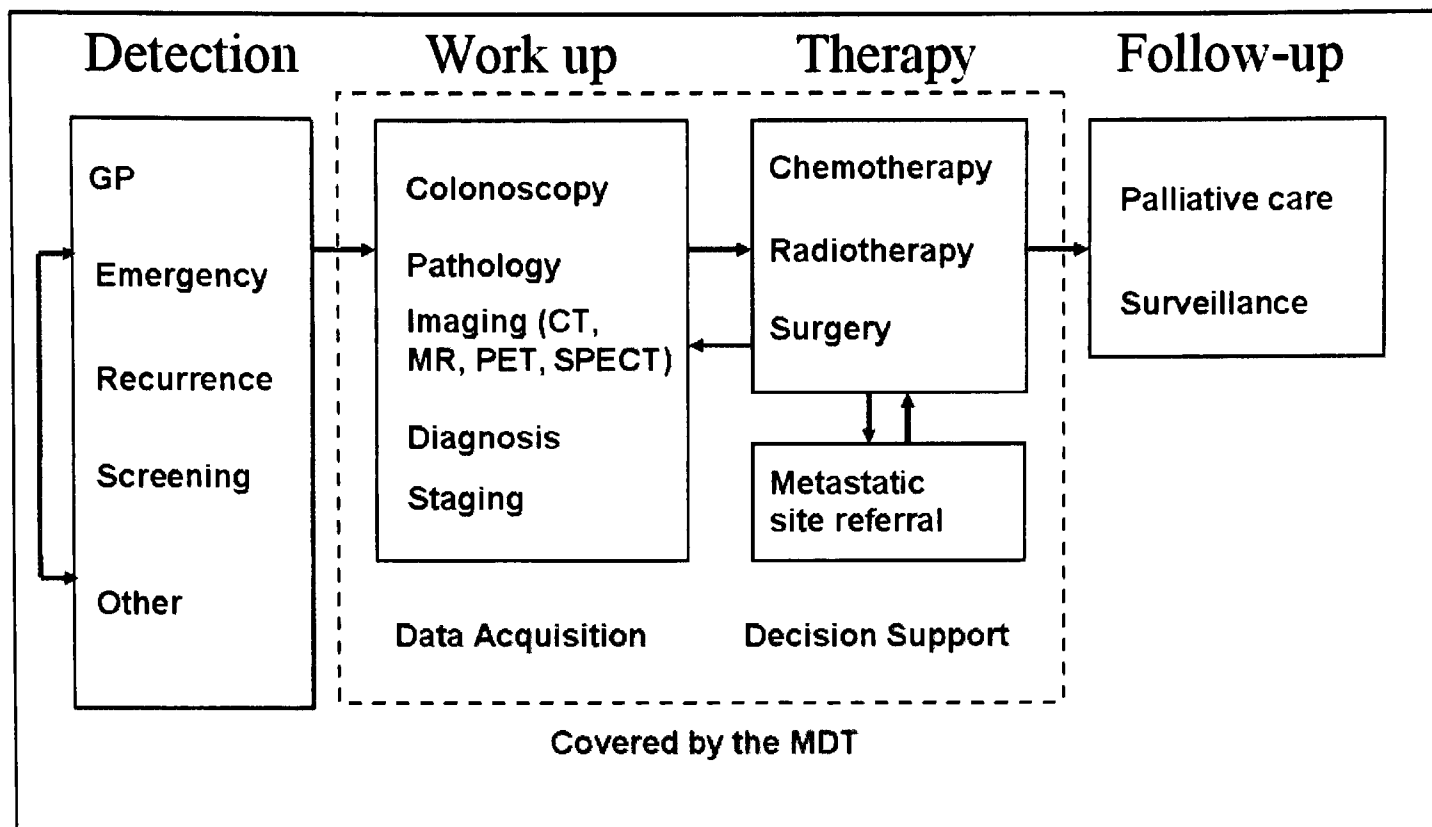 Detection
Work up
Therapy
Follow-up
GP
Emergency
Recurrence
Screening
Other
Colonoscopy
Pathology
Imaging (CT,
MR, PET, SPECT)
Diagnosis
Staging
Data Acquisition
Chemotherapy
Radiotherapy
Surgery
Metastatic
site referral
Decision Support
Palliative care
Surveillance
Covered by the MDT